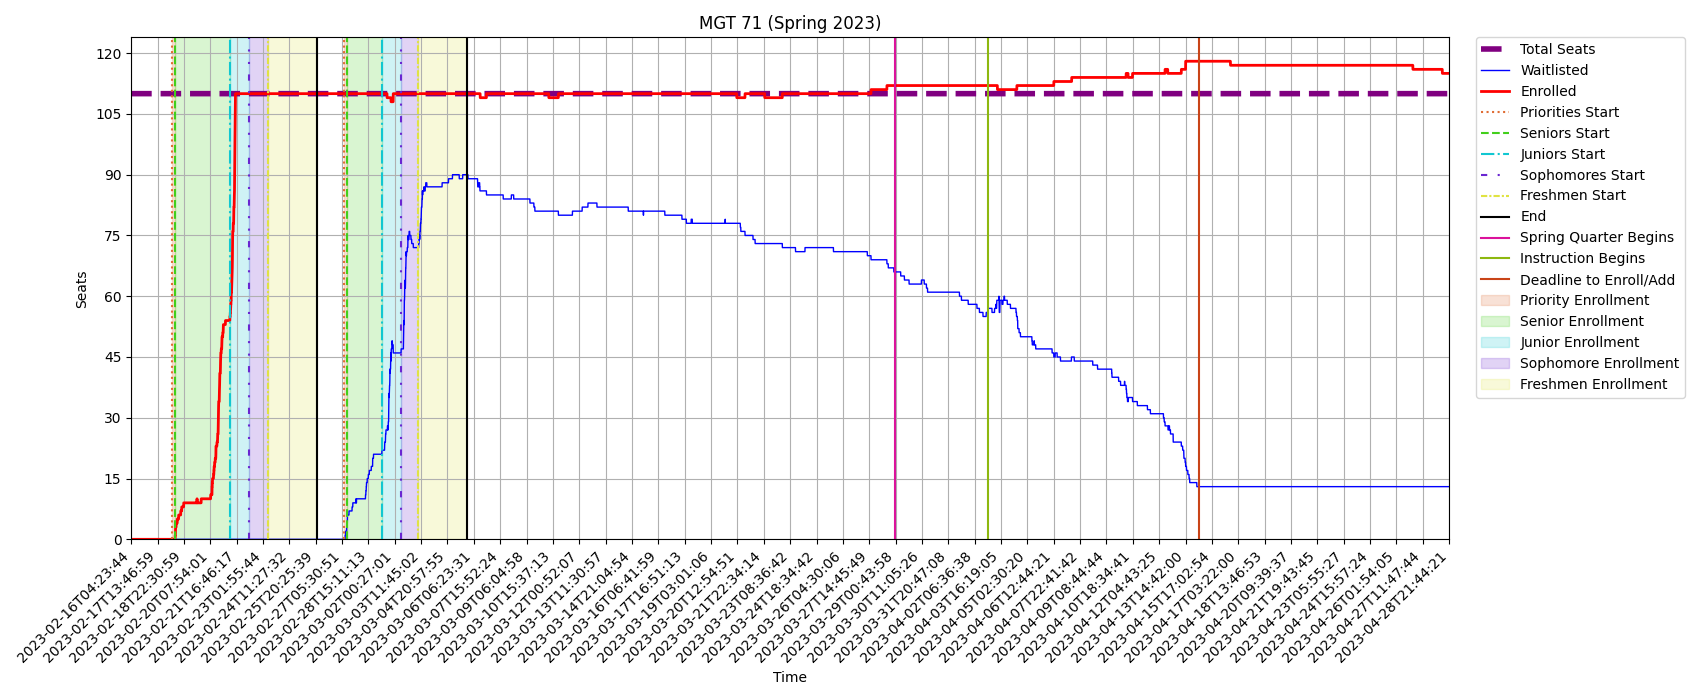 MGT 71 (Spring 2023)
120
105
90
75
60
45
30
15
0
Seats
2023-02-16T04:23:44
2023-02-17T13:46:59
2023-02-18T22:30:59
2023-02-20T07:54:01
2023-02-21T16:46:17
2023-02-23T01:55:44
2023-02-24T11:27:32
2023-02-25T20:25:39
2023-02-27T05:30:51
2023-02-28T15:11:13
2023-03-02T00:27:01
2023-03-03T11:45:02
2023-03-04T20:57:55
2023-03-06T06:23:31
2023-03-07T15:52:24
2023-03-09T06:04:58
2023-03-10T15:37:13
2023-03-12T00:52:07
2023-03-13T11:30:57
2023-03-14T21:04:54
2023-03-16T06:41:59
2023-03-17T16:51:13
2023-03-19T03:01:06
2023-03-20T12:54:51
2023-03-21T22:34:14
2023-03-23T08:36:42
2023-03-24T18:34:42
2023-03-26T04:30:06
2023-03-27T14:45:49
2023-03-29T00:43:58
2023-03-30T11:05:26
2023-03-31T20:47:08
2023-04-02T06:36:38
2023-04-03T16:19:05
2023-04-05T02:30:20
2023-04-06T12:44:21
2023-04-07T22:41:42
2023-04-09T08:44:44
2023-04-10T18:34:41
2023-04-12T04:43:25
2023-04-13T14:42:00
2023-04-15T17:02:54
2023-04-17T03:22:00
2023-04-18T13:46:53
2023-04-20T09:39:37
2023-04-21T19:43:45
2023-04-23T05:55:27
2023-04-24T15:57:24
2023-04-26T01:54:05
2023-04-27T11:47:44
2023-04-28T21:44:21
Time
Total Seats
Waitlisted
Enrolled
Priorities Start
Seniors Start
Juniors Start
Sophomores Start
Freshmen Start
End
Spring Quarter Begins
Instruction Begins
Deadline to Enroll/Add
Priority Enrollment
Senior Enrollment
Junior Enrollment
Sophomore Enrollment
Freshmen Enrollment